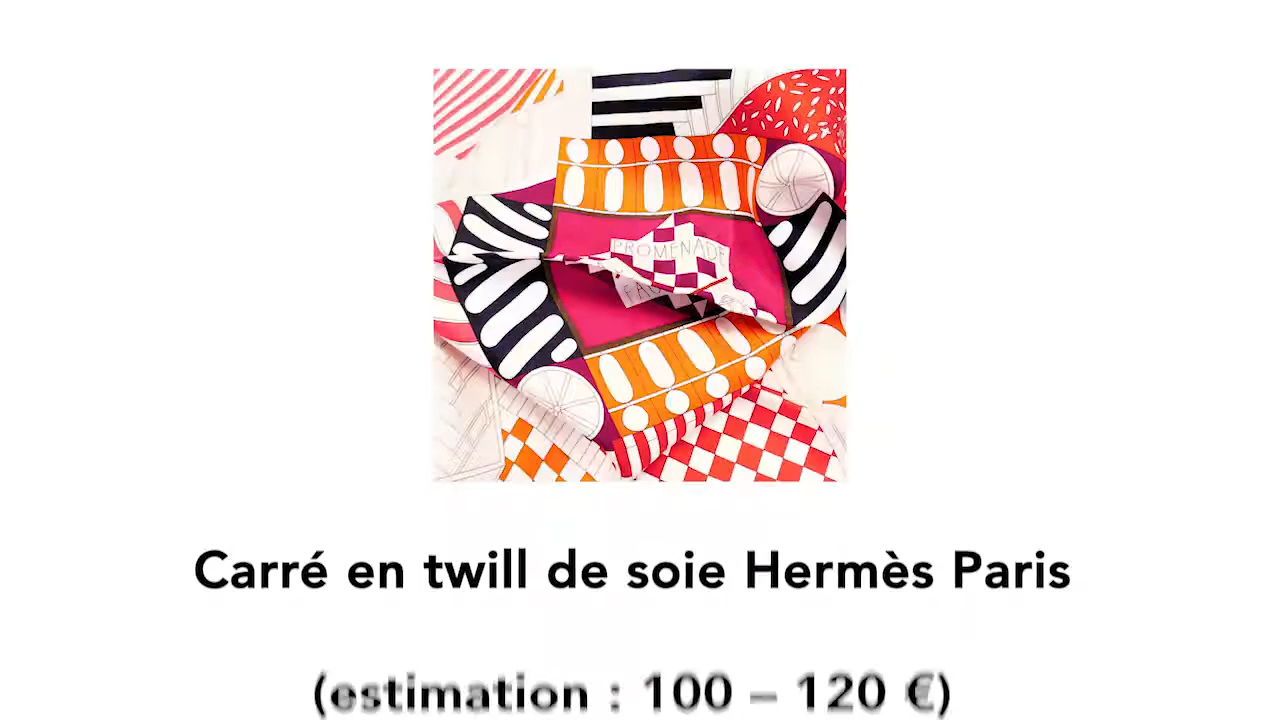 PROMENADE
Carré en twill de soie Hermès Paris
(estimation : 100 – 120 €)